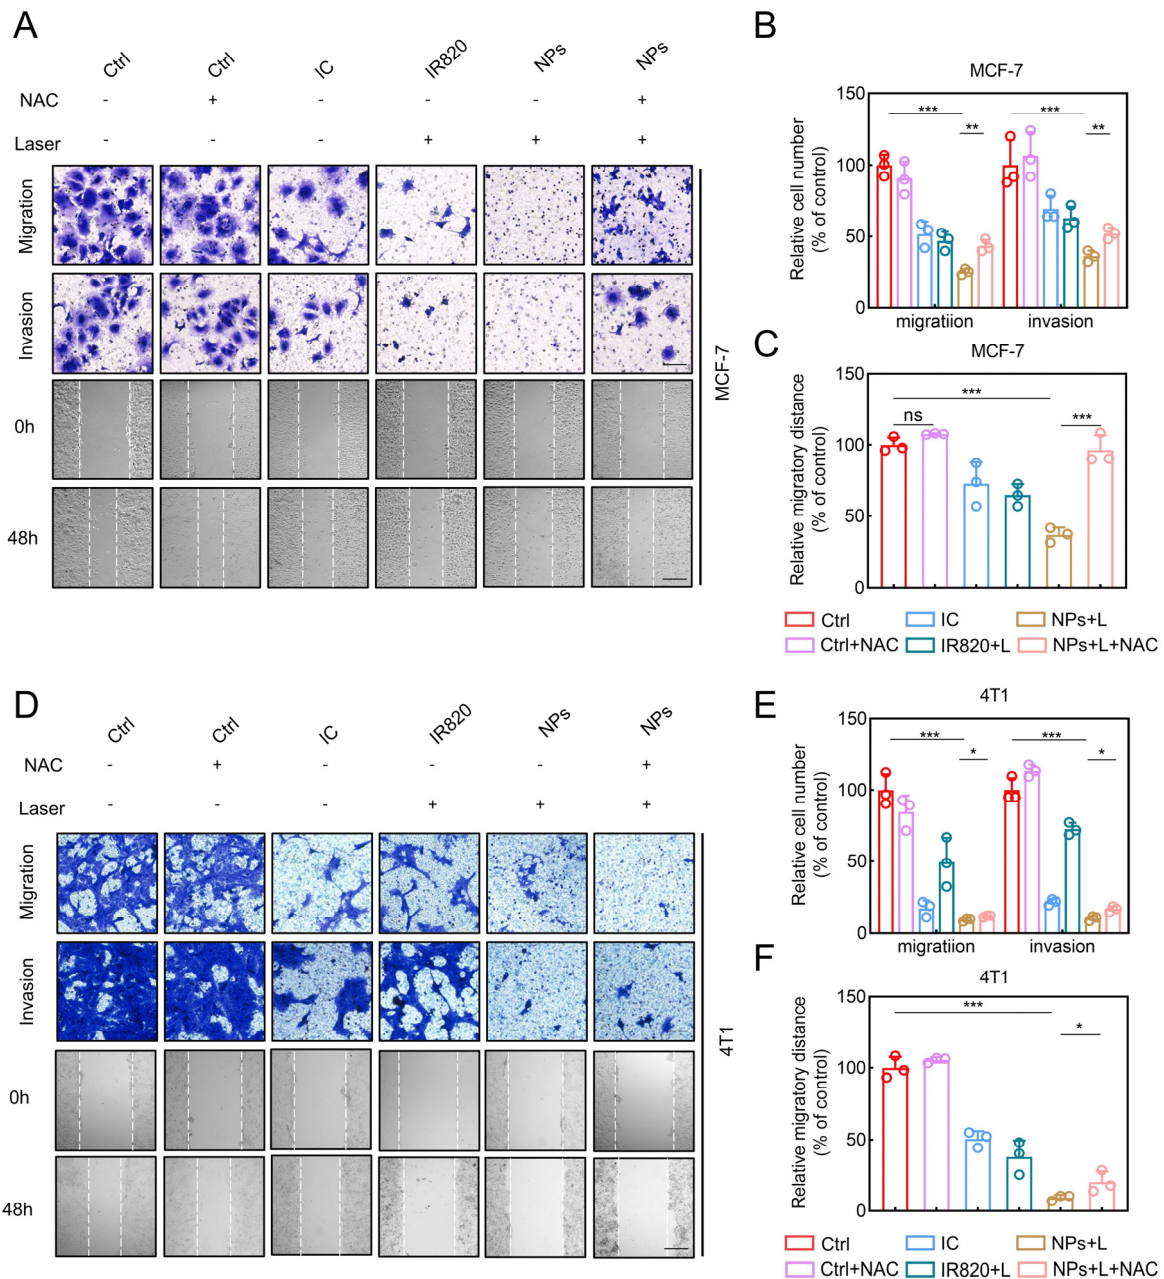 A
Ctrl Ctrl IC IR820 NPs NPs
NAC - + - - - +
Laser - - - + + +
Migration
Invasion
0h
48h
MCF-7
B
MCF-7
Relative cell number
(% of control)
150
100
50
0
*** ** *** **
migratiion invasion
C
MCF-7
Relative migratory distance
(% of control)
150
100
50
0
ns *** ***
Ctrl IC NPs+L
Ctrl+NAC IR820+L NPs+L+NAC
D
Ctrl Ctrl IC IR820 NPs NPs
NAC - + - - - +
Laser - - - + + +
Migration
Invasion
0h
48h
4T1
E
4T1
Relative cell number
(% of control)
150
100
50
0
*** * *** *
migratiion invasion
F
4T1
Relative migratory distance
(% of control)
150
100
50
0
*** *
Ctrl IC NPs+L
Ctrl+NAC IR820+L NPs+L+NAC